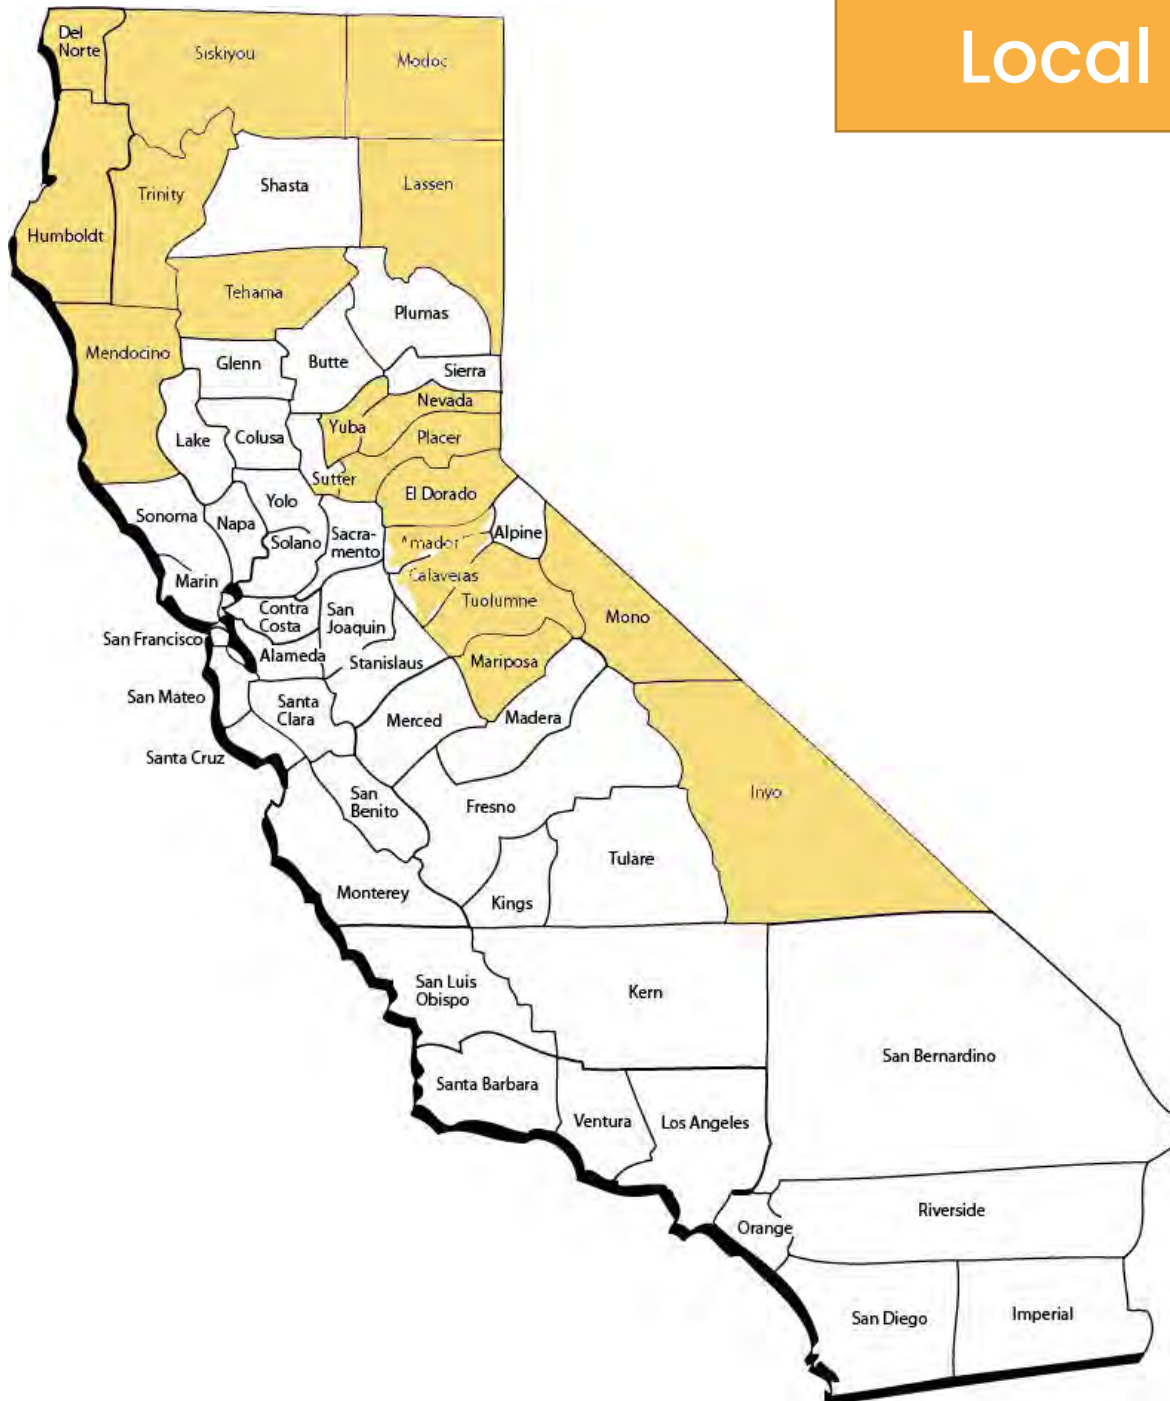 Local
Del
Norte
Siskiyou
Modoc
Shasta
Lassen
Trinity
Humboldt
Tehama
Plumas
Mendocino
Glenn
Butte
Sierra
Nevada
Yuba
Placer
Lake
Colusa
Sutter
El Dorado
Yolo
Sonoma
Napa
Solano
Sacra-
mento
Alpine
Amador
Calaveras
Marin
Tuolumne
Contra
Costa
San
Joaquin
Mono
San Francisco
Alameda
Stanislaus
Mariposa
San Mateo
Santa
Clara
Merced
Madera
Santa Cruz
San
Benito
Fresno
Inyo
Tulare
Monterey
Kings
San Luis
Obispo
Kern
San Bernardino
Santa Barbara
Ventura
Los Angeles
Riverside
Orange
San Diego
Imperial